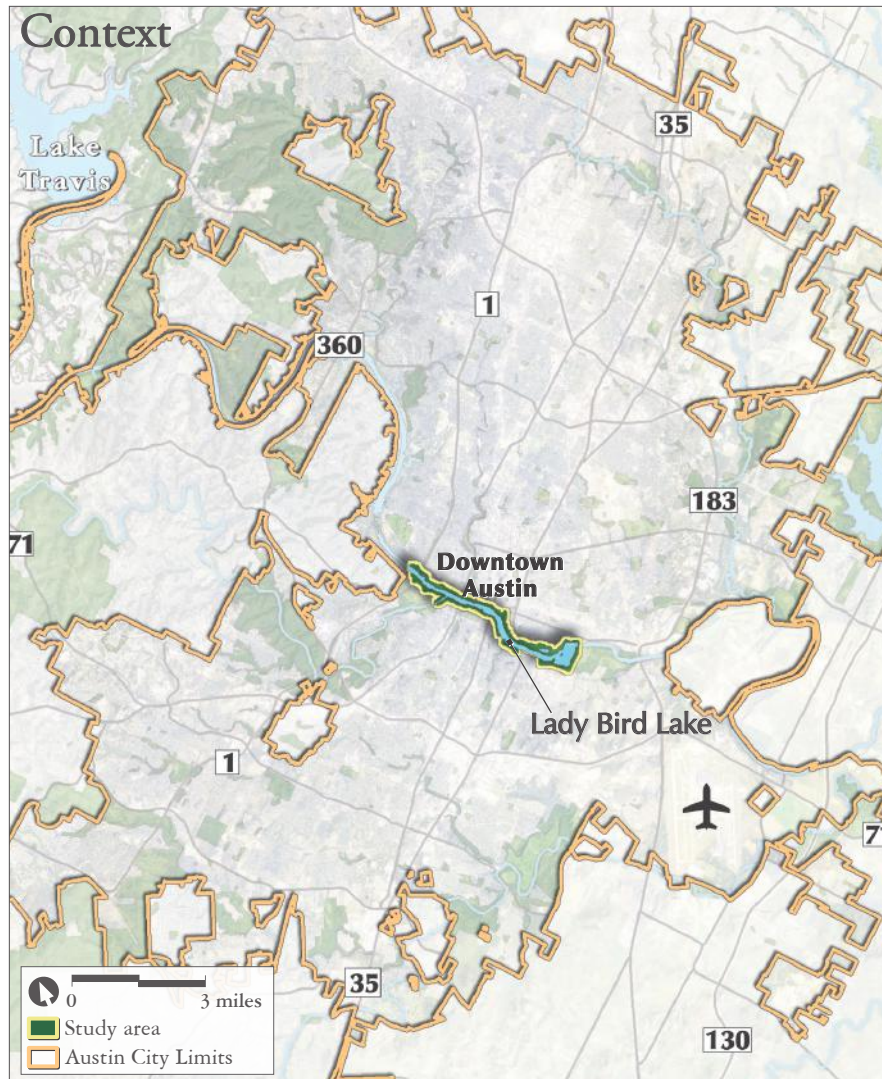 Context
Lake
Travis
35
1
360
183
71
Downtown
Austin
Lady Bird Lake
1
71
35
0
3 miles
130
Study area
Austin City Limits